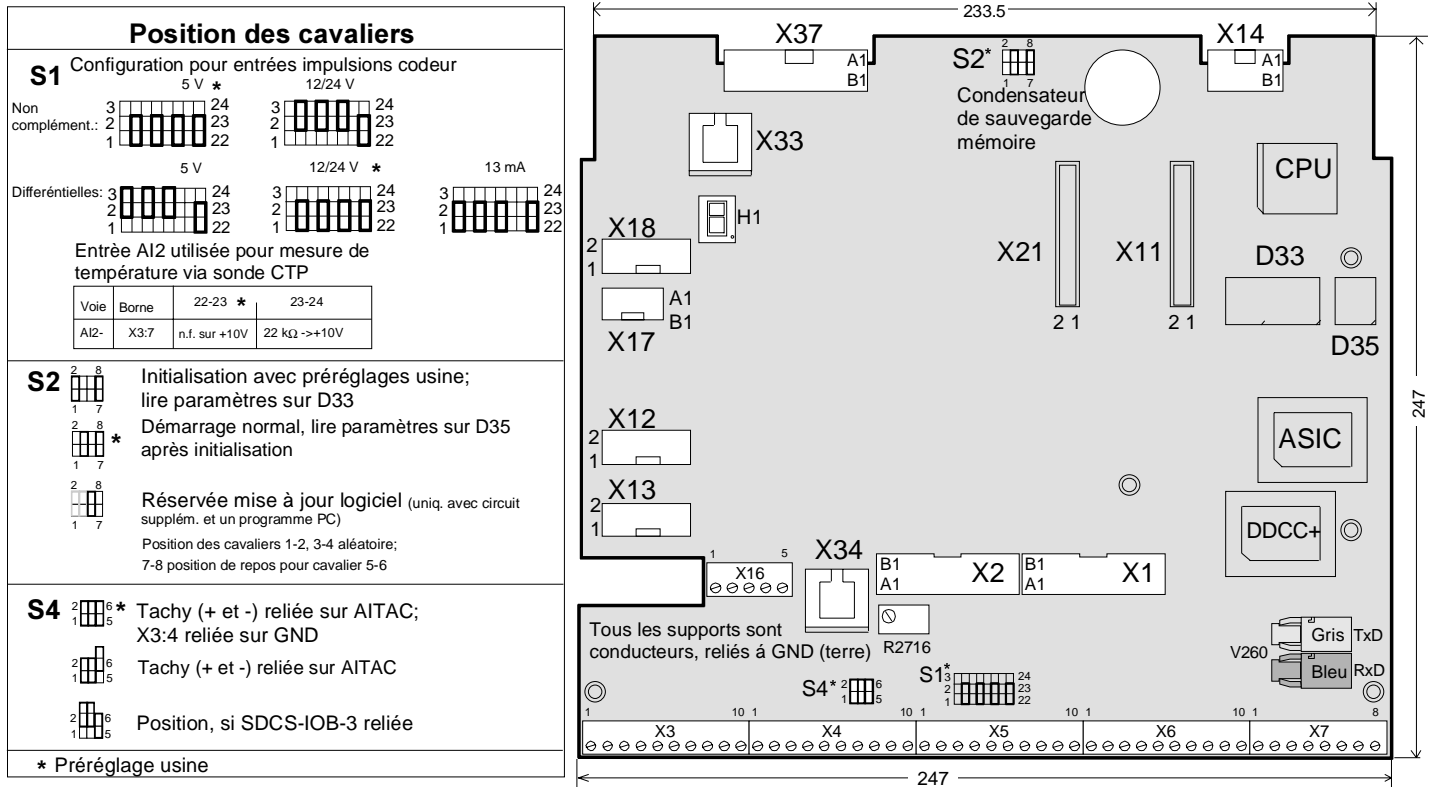 Position des cavaliers
S1 Configuration pour entrées impulsions codeur
5 V * 12/24 V
Non complément.:
3 24 3 24
2 23 2 23
1 22 1 22
5 V 12/24 V * 13 mA
Differéntielles:
3 24 3 24 3 24
2 23 2 23 2 23
1 22 1 22 1 22
Entrèe AI2 utilisée pour mesure de
température via sonde CTP
Voie Borne 22-23 * 23-24
AI2- X3:7 n.f. sur +10V 22 kΩ ->+10V
S2
2 8
1 7
Initialisation avec préréglages usine;
lire paramètres sur D33
2 8
1 7
* Démarrage normal, lire paramètres sur D35
après initialisation
2 8
1 7
Réservée mise à jour logiciel (uniq. avec circuit
supplém. et un programme PC)
Position des cavaliers 1-2, 3-4 aléatoire;
7-8 position de repos pour cavalier 5-6
S4
2 6
1 5
* Tachy (+ et -) reliée sur AITAC;
X3:4 reliée sur GND
2 6
1 5
Tachy (+ et -) reliée sur AITAC
2 6
1 5
Position, si SDCS-IOB-3 reliée
* Préréglage usine
233.5
X37
A1
B1
S2*
2 8
1 7
Condensateur
de sauvegarde
mémoire
X14
A1
B1
X33
CPU
H1
X18
2
1
X21
2 1
X11
2 1
D33
D35
A1
B1
X17
247
X12
2
1
ASIC
X13
2
1
DDCC+
1 5
X16
X34
B1
A1
X2
B1
A1
X1
R2716
Tous les supports sont
conducteurs, reliés á GND (terre)
V260
Gris TxD
Bleu RxD
S4*
2 6
1 5
S1*
3 24
2 23
1 22
1 10 1 10 1 10 1 10 1 8
X3 X4 X5 X6 X7
247